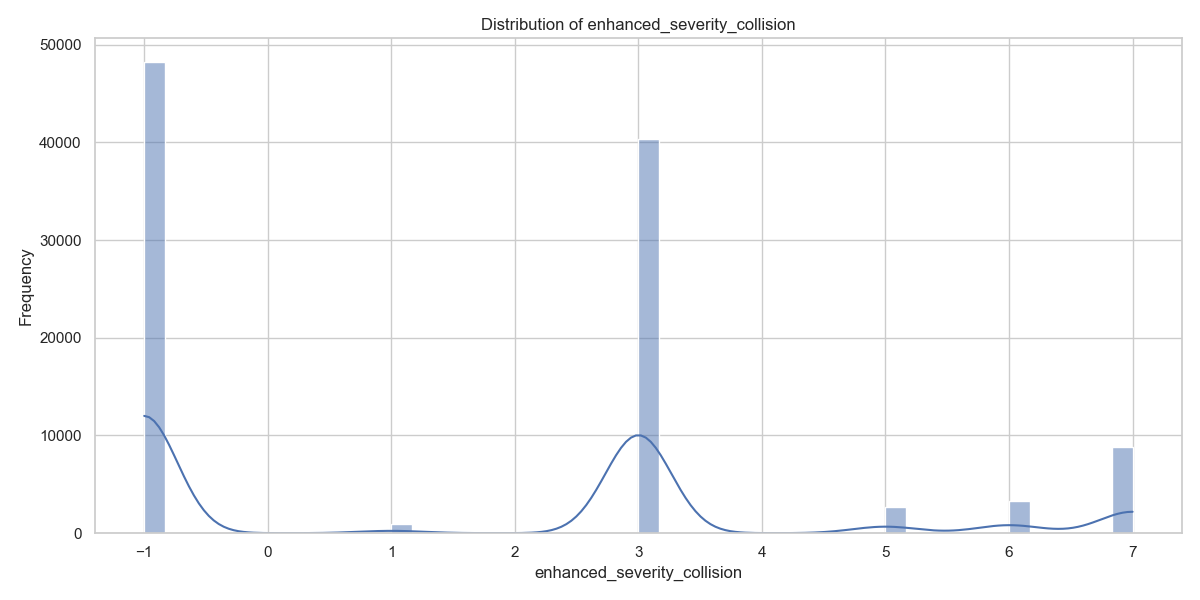 Distribution of enhanced_severity_collision
50000
40000
30000
20000
10000
0
Frequency
−1 0 1 2 3 4 5 6 7
enhanced_severity_collision